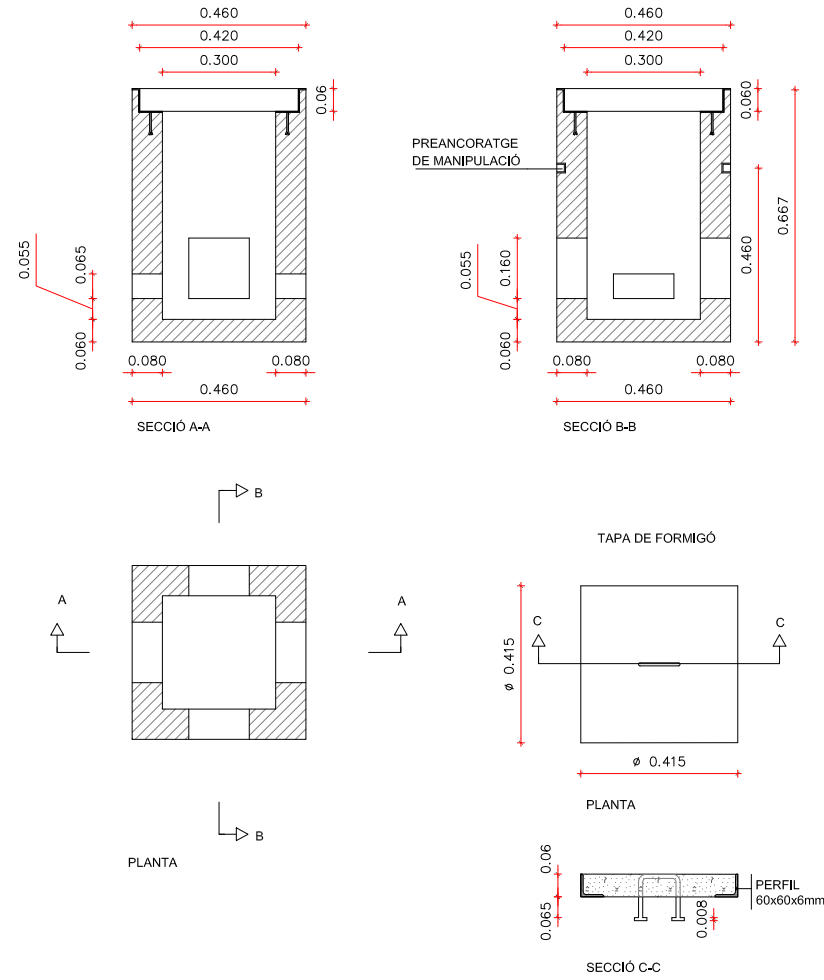 0.460
0.420
0.300
0.06
0.055
0.065
0.060
0.080
0.080
0.460
SECCIÓ A-A
0.460
0.420
0.300
0.060
PREANCORATGE
DE MANIPULACIÓ
0.667
0.460
0.055
0.160
0.060
0.080
0.080
0.460
SECCIÓ B-B
B
A
A
B
PLANTA
TAPA DE FORMIGÓ
C
C
ø 0.415
ø 0.415
PLANTA
0.06
0.065
0.008
PERFIL
60x60x6mm
SECCIÓ C-C